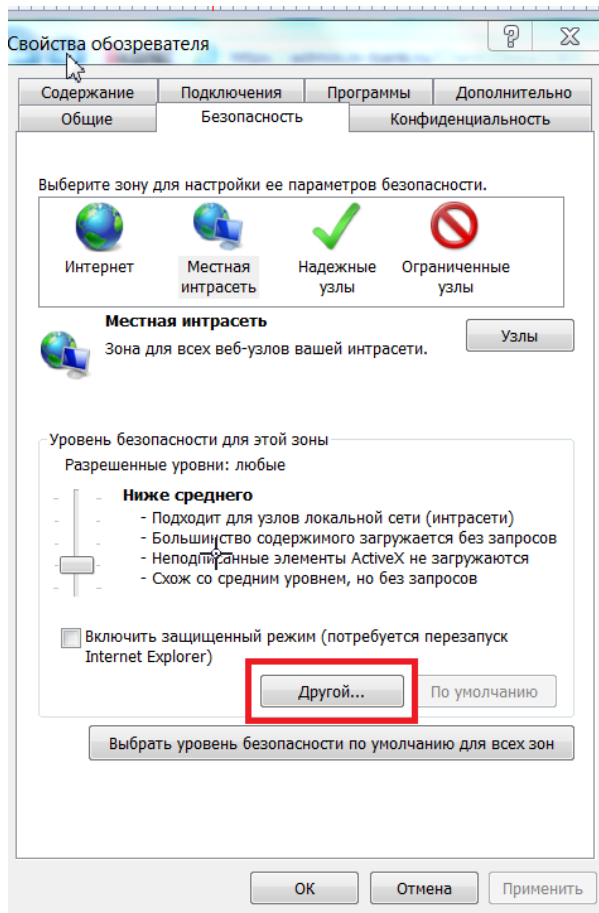 Свойства обозревателя
Содержание Подключения Программы Дополнительно
Общие Безопасность Конфиденциальность
Выберите зону для настройки ее параметров безопасности.
Интернет Местная интрасеть Надежные узлы Ограниченные узлы
Местная интрасеть
Зона для всех веб-узлов вашей интрасети.
Узлы
Уровень безопасности для этой зоны
Разрешенные уровни: любые
Ниже среднего
- Подходит для узлов локальной сети (интрасети)
- Большинство содержимого загружается без запросов
- Неподписанные элементы ActiveX не загружаются
- Схож со средним уровнем, но без запросов
Включить защищенный режим (потребуется перезапуск
Internet Explorer)
Другой... По умолчанию
Выбрать уровень безопасности по умолчанию для всех зон
ОК Отмена Применить